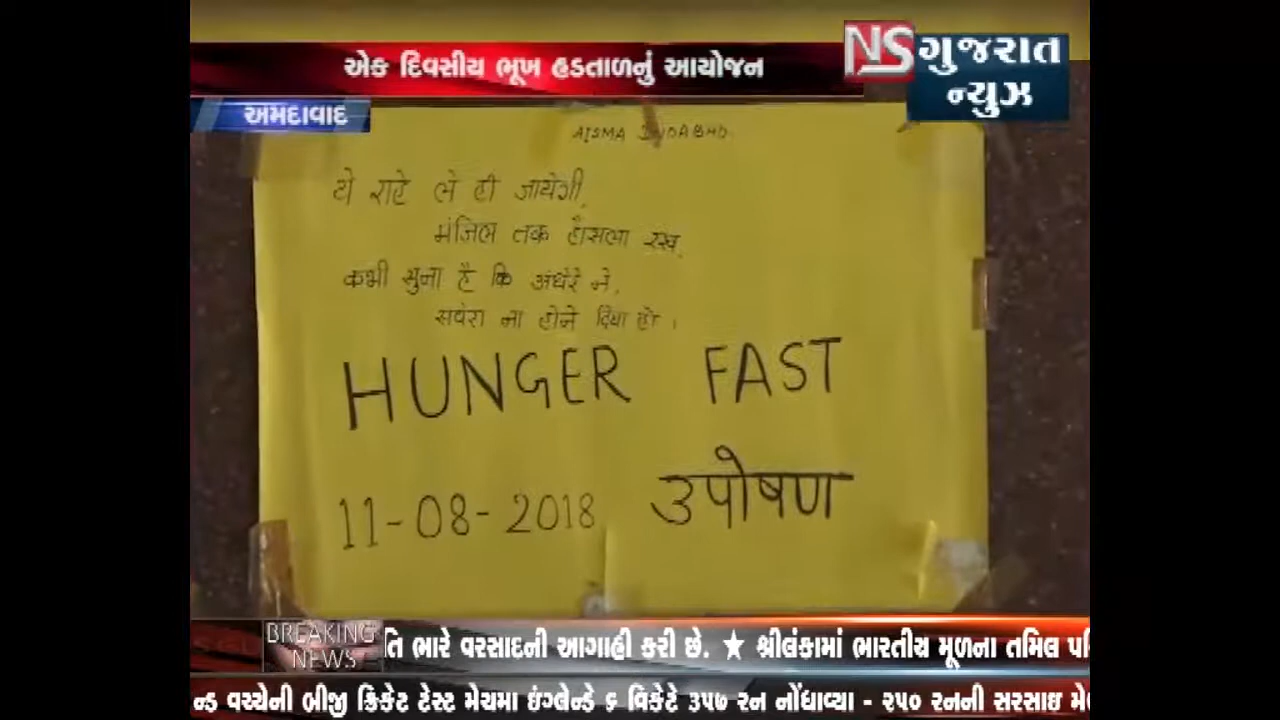 એક દિવસીય ભૂખ હડતાળનું આયોજન
NS ગુજરાત
ન્યુઝ
અમદાવાદ
AISMA
ये राहे ले ही जायेगी,
मंजिल तक हौसला रख,
कभी सुना है कि अंधेरे ने,
सवेरा ना होने दिया हो।
HUNGER FAST
11-08-2018 उपोषण
BREAKING
NEWS
તિ ભારે વરસાદની આગાહી કરી છે. ★ શ્રીલંકામાં ભારતીય મૂળના તમિલ પરિ
ન્ડ વચ્ચેની બીજી ક્રિકેટ ટેસ્ટ મેચમા ઇંગ્લેન્ડે ૬ વિકેટે ૩૫૭ રન નોંધાવ્યા - ૨૫૦ રનની સરસાઇ મે